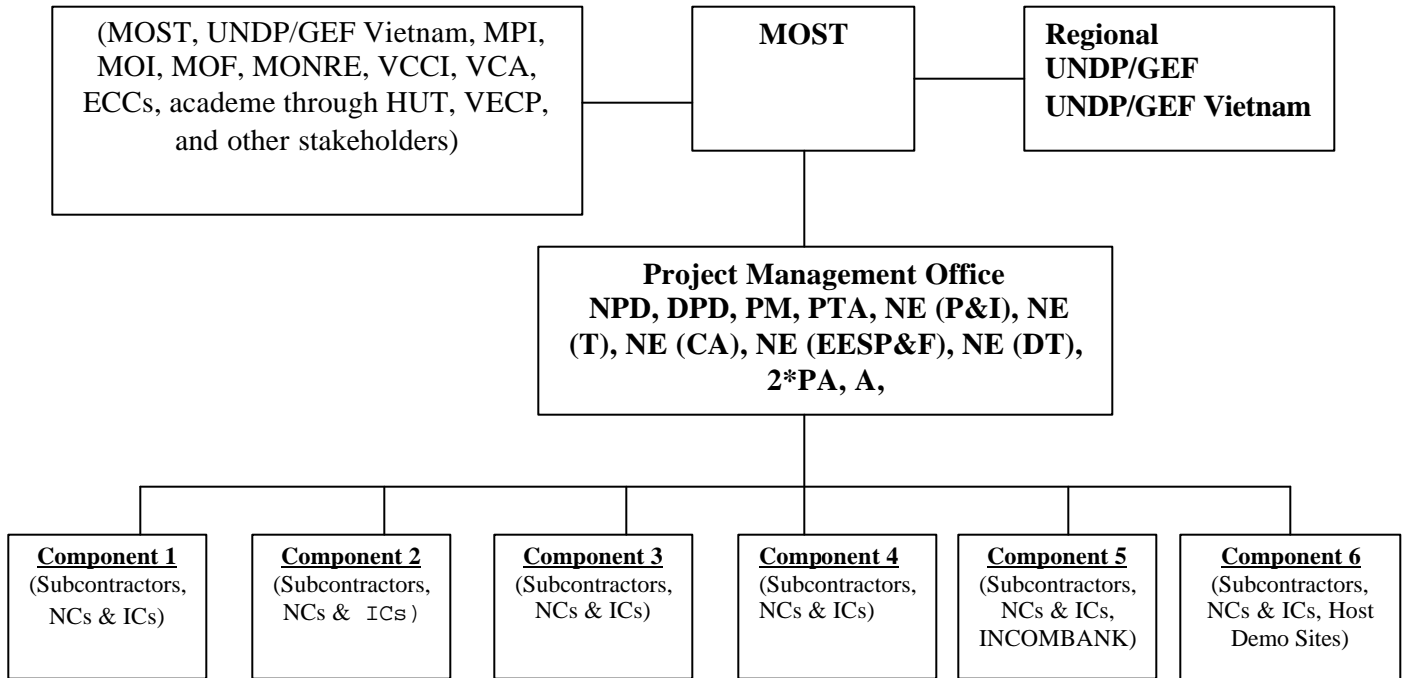 (MOST, UNDP/GEF Vietnam, MPI,
MOI, MOF, MONRE, VCCI, VCA,
ECCs, academe through HUT, VECP,
and other stakeholders)
MOST
Regional
UNDP/GEF
UNDP/GEF Vietnam
Project Management Office
NPD, DPD, PM, PTA, NE (P&I), NE
(T), NE (CA), NE (EESP&F), NE (DT),
2*PA, A,
Component 1
(Subcontractors,
NCs & ICs)
Component 2
(Subcontractors,
NCs & ICs)
Component 3
(Subcontractors,
NCs & ICs)
Component 4
(Subcontractors,
NCs & ICs)
Component 5
(Subcontractors,
NCs & ICs,
INCOMBANK)
Component 6
(Subcontractors,
NCs & ICs, Host
Demo Sites)